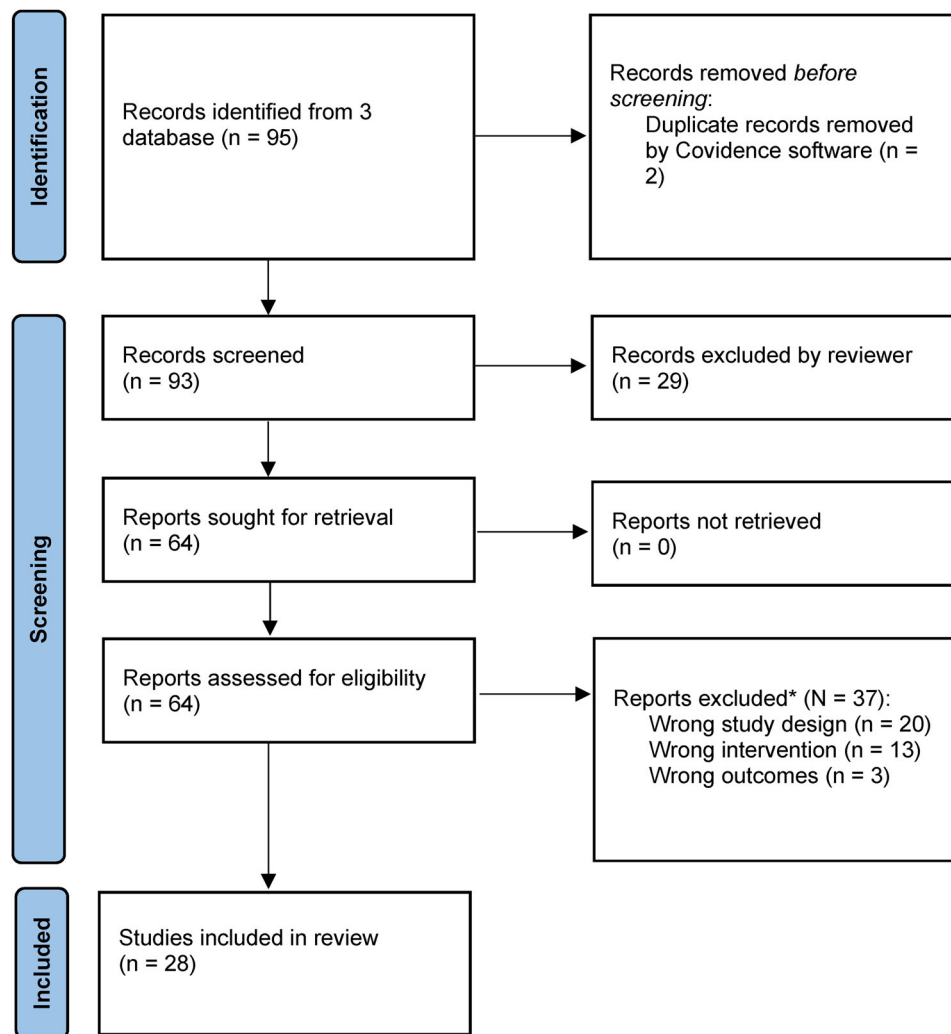 Identification
Records identified from 3
database (n = 95)
Records removed before
screening:
Duplicate records removed
by Covidence software (n =
2)
Screening
Records screened
(n = 93)
Records excluded by reviewer
(n = 29)
Reports sought for retrieval
(n = 64)
Reports not retrieved
(n = 0)
Reports assessed for eligibility
(n = 64)
Reports excluded* (N = 37):
Wrong study design (n = 20)
Wrong intervention (n = 13)
Wrong outcomes (n = 3)
Included
Studies included in review
(n = 28)